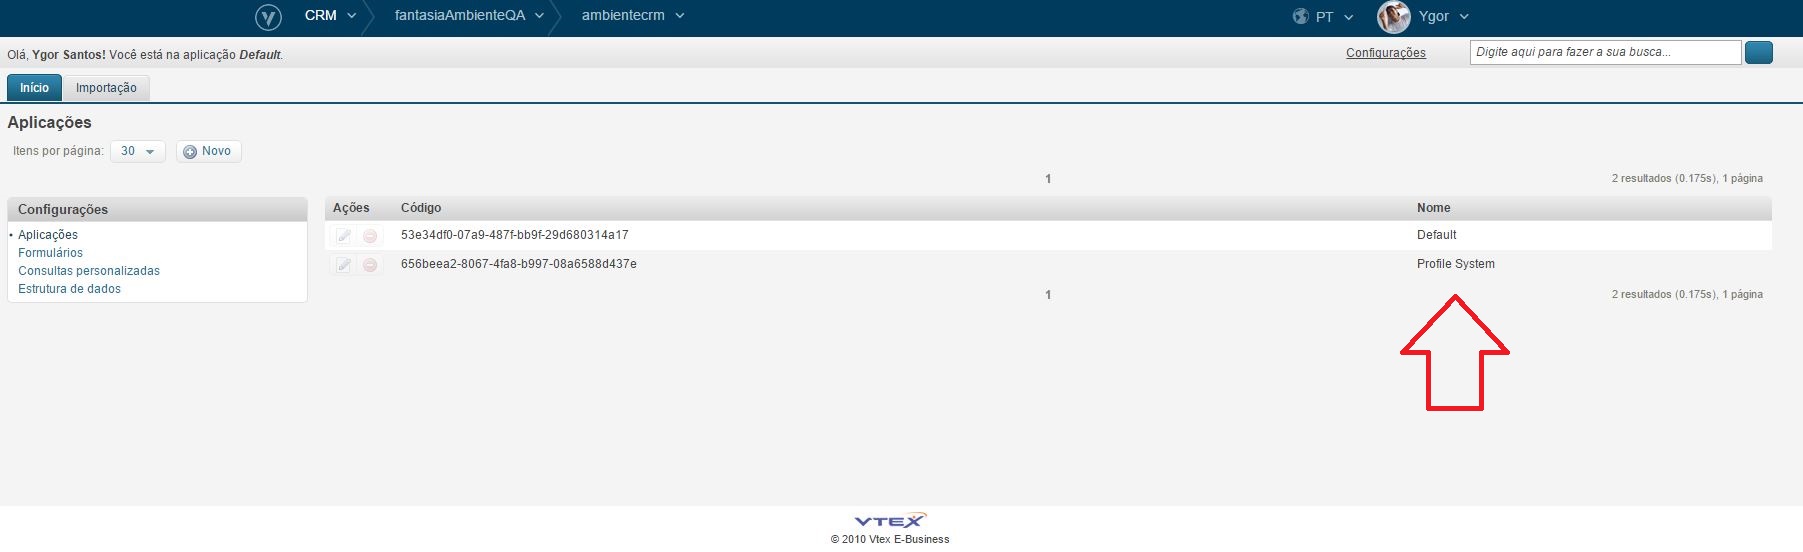 CRM fantasiaAmbienteQA ambientecrm PT Ygor
Olá, Ygor Santos! Você está na aplicação Default. Configurações Digite aqui para fazer a sua busca...
Início Importação
Aplicações
Itens por página: 30 Novo
1 2 resultados (0.175s), 1 página
Configurações
Aplicações
Formulários
Consultas personalizadas
Estrutura de dados
Ações Código Nome
53e34df0-07a9-487f-bb9f-29d680314a17 Default
656beea2-8067-4fa8-b997-08a6588d437e Profile System
1 2 resultados (0.175s), 1 página
VTEX
© 2010 Vtex E-Business